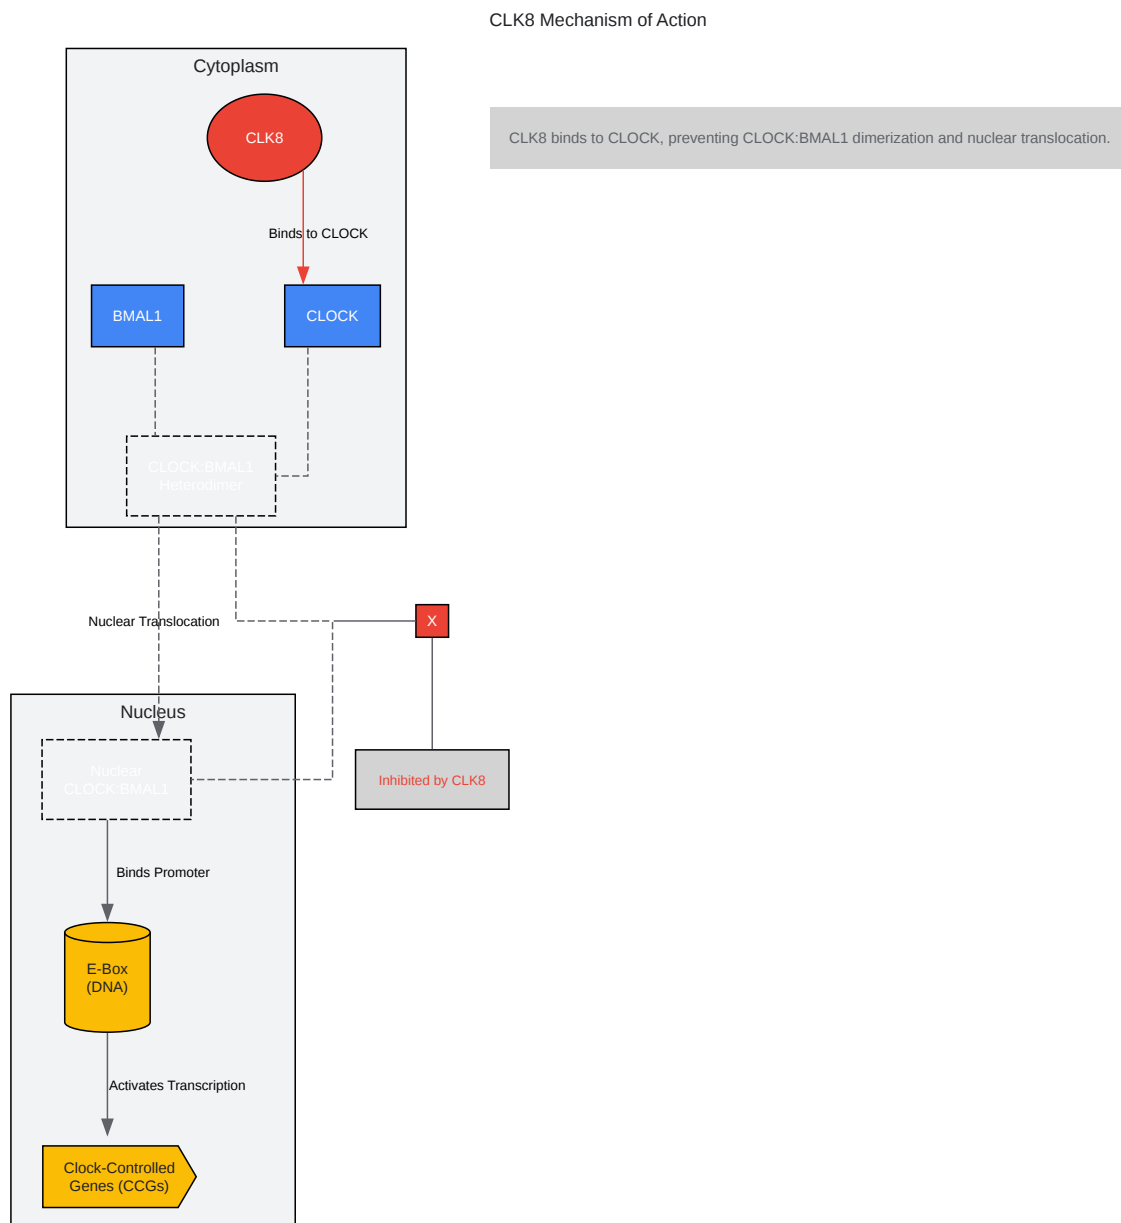 CLK8 Mechanism of Action
Cytoplasm
CLK8
CLK8 binds to CLOCK, preventing CLOCK:BMAL1 dimerization and nuclear translocation.
Binds to CLOCK
BMAL1
CLOCK
CLOCK:BMAL1
Heterodimer
Nuclear Translocation
X
Nucleus
Nuclear
CLOCK:BMAL1
Inhibited by CLK8
Binds Promoter
E-Box
(DNA)
Activates Transcription
Clock-Controlled
Genes (CCGs)